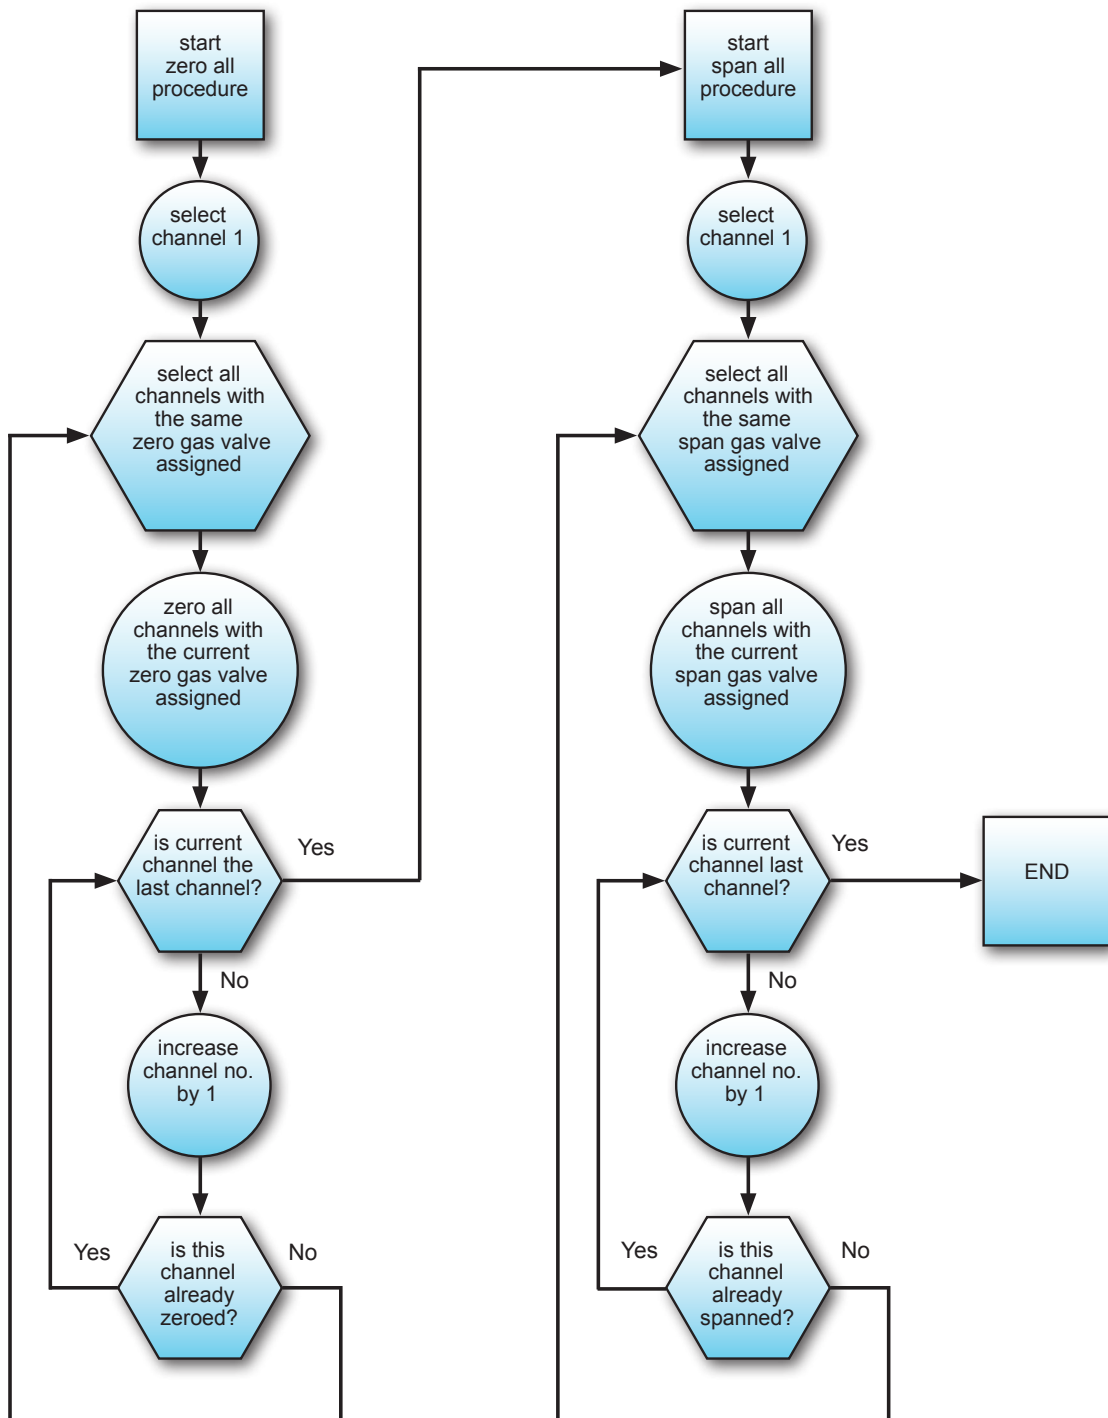 start
zero all
procedure
select
channel 1
select all
channels with
the same
zero gas valve
assigned
zero all
channels with
the current
zero gas valve
assigned
is current
channel the
last channel?
Yes
No
increase
channel no.
by 1
is this
channel
already
zeroed?
Yes
No
start
span all
procedure
select
channel 1
select all
channels with
the same
span gas valve
assigned
span all
channels with
the current
span gas valve
assigned
is current
channel last
channel?
Yes
END
No
increase
channel no.
by 1
is this
channel
already
spanned?
Yes
No